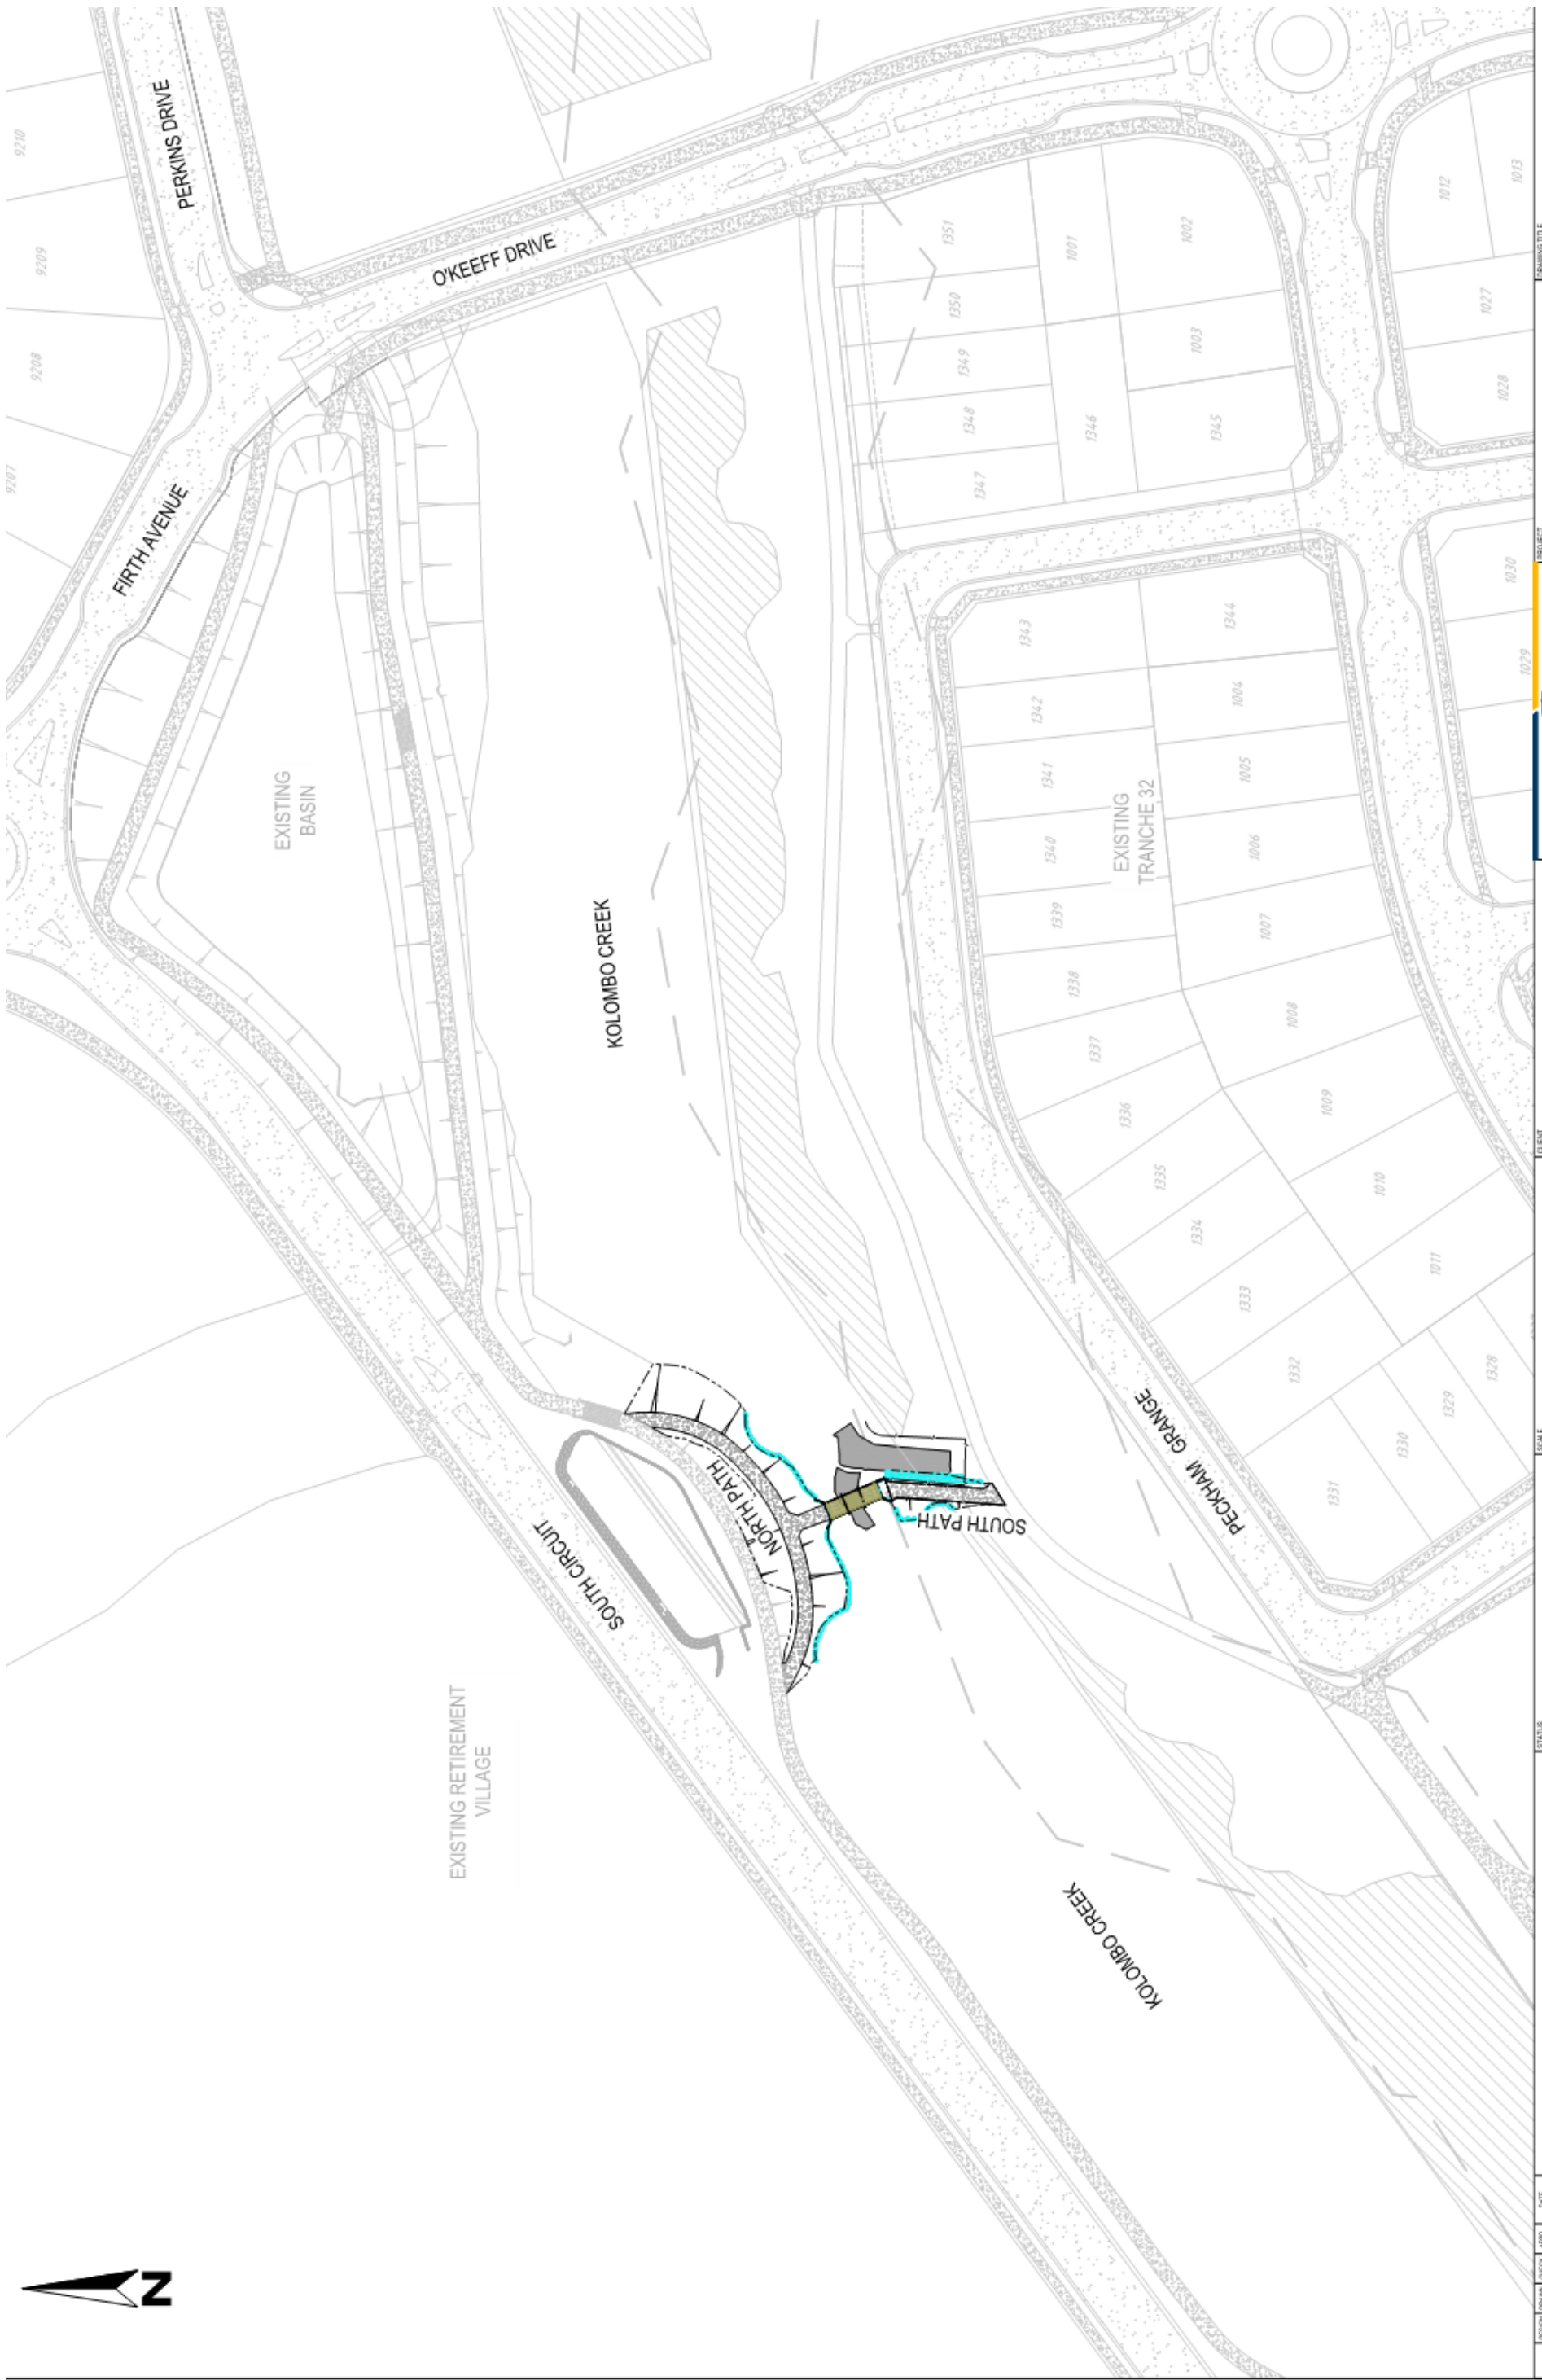 N
9210
9209
9208
9207
PERKINS DRIVE
FIRTH AVENUE
O'KEEFF DRIVE
EXISTING
BASIN
KOLOMBO CREEK
EXISTING RETIREMENT
VILLAGE
SOUTH CIRCUIT
NORTH PATH
SOUTH PATH
KOLOMBO CREEK
PECKHAM GRANGE
EXISTING
TRANCHE 32
1351
1350
1349
1348
1347
1001
1346
1002
1003
1345
1012
1013
1027
1028
1343
1342
1341
1340
1339
1338
1337
1336
1335
1334
1333
1332
1331
1330
1329
1328
1344
1004
1005
1006
1007
1008
1009
1010
1011
1030
1029